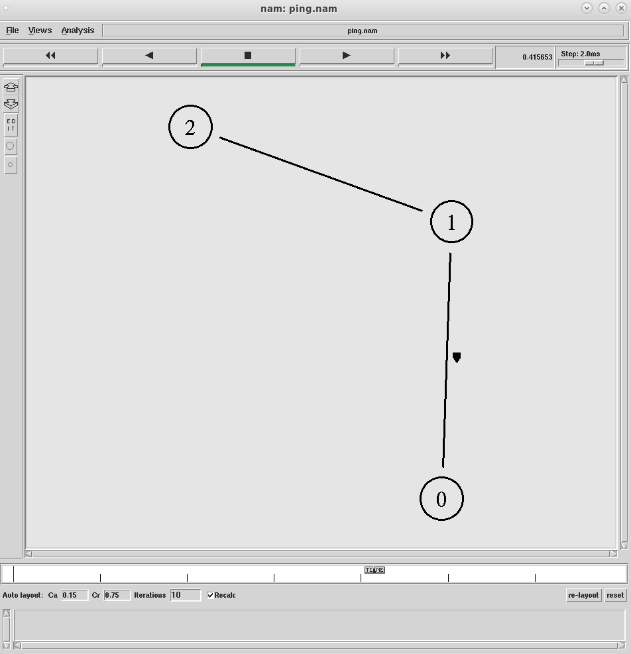 nam: ping.nam
File Views Analysis ping.nam
0.415653 Step: 2.0ms
E D
I T
2
1
0
TIME
Auto layout: Ca 0.15 Cr 0.75 Iterations 10 Recalc re-layout reset